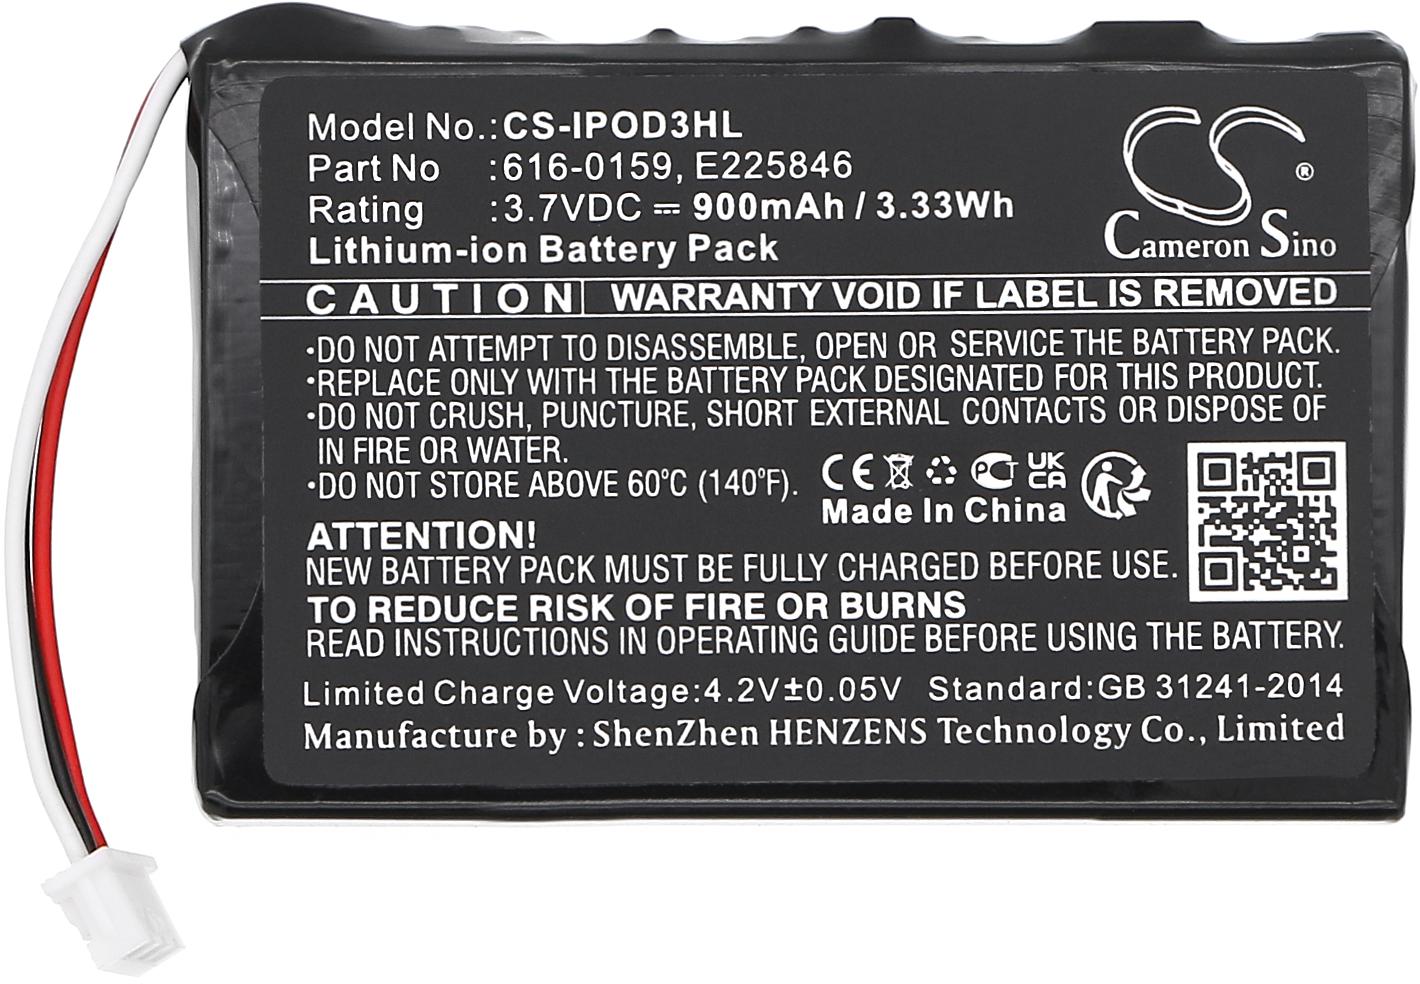 Model No.:CS-IPOD3HL
Part No :616-0159, E225846
Rating :3.7VDC ⎓ 900mAh / 3.33Wh
Lithium-ion Battery Pack
CS ®
Cameron Sino
CAUTION | WARRANTY VOID IF LABEL IS REMOVED
•DO NOT ATTEMPT TO DISASSEMBLE, OPEN OR SERVICE THE BATTERY PACK.
•REPLACE ONLY WITH THE BATTERY PACK DESIGNATED FOR THIS PRODUCT.
•DO NOT CRUSH, PUNCTURE, SHORT EXTERNAL CONTACTS OR DISPOSE OF
IN FIRE OR WATER.
•DO NOT STORE ABOVE 60°C (140°F).
CE PCT UK CA
Made In China
ATTENTION!
NEW BATTERY PACK MUST BE FULLY CHARGED BEFORE USE.
TO REDUCE RISK OF FIRE OR BURNS
READ INSTRUCTIONS IN OPERATING GUIDE BEFORE USING THE BATTERY.
Limited Charge Voltage:4.2V±0.05V Standard:GB 31241-2014
Manufacture by : ShenZhen HENZENS Technology Co., Limited